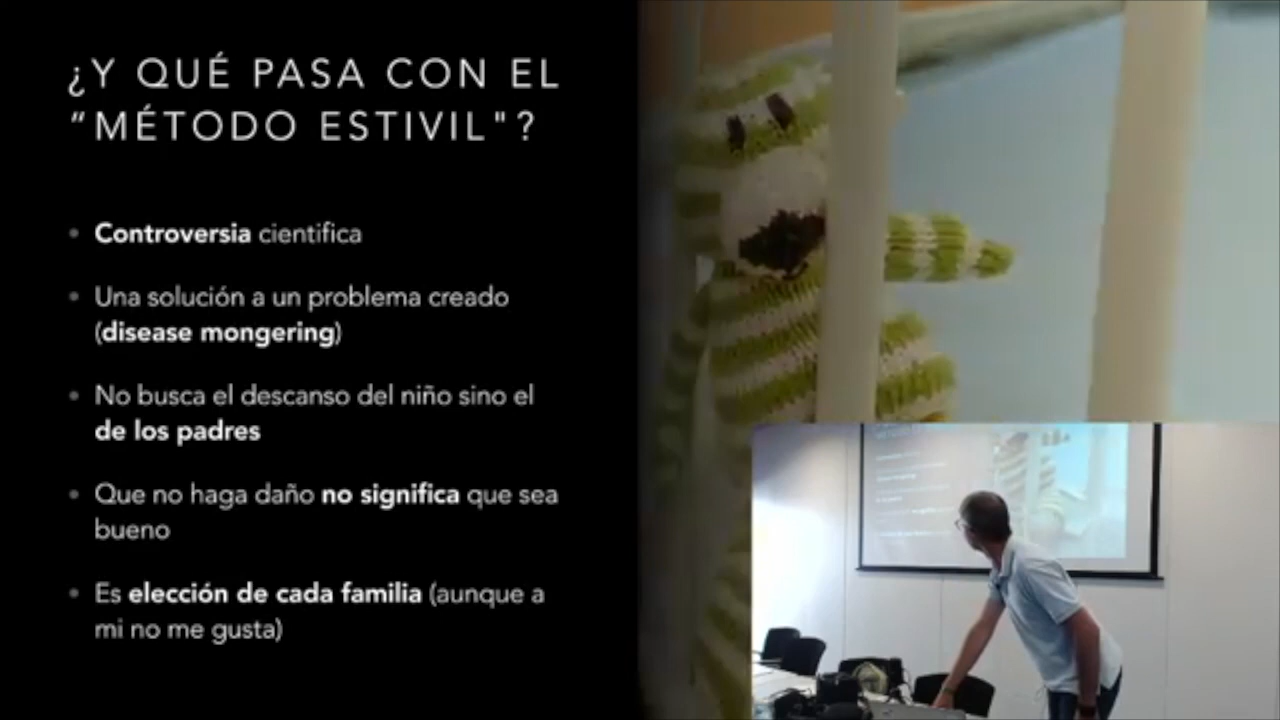 ¿Y QUÉ PASA CON EL
“MÉTODO ESTIVIL"?
• Controversia cientifica
• Una solución a un problema creado
(disease mongering)
• No busca el descanso del niño sino el
de los padres
• Que no haga daño no significa que sea
bueno
• Es elección de cada familia (aunque a
mi no me gusta)